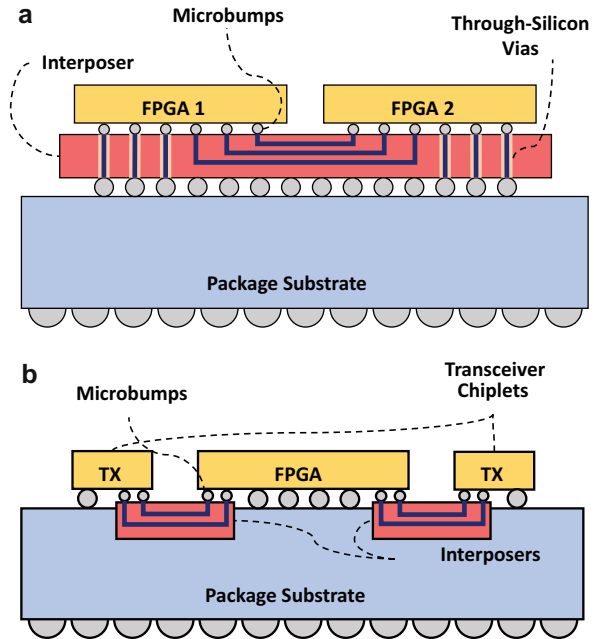 a
Microbumps
Through-Silicon
Vias
Interposer
FPGA 1
FPGA 2
Package Substrate
b
Microbumps
Transceiver
Chiplets
TX
FPGA
TX
Interposers
Package Substrate